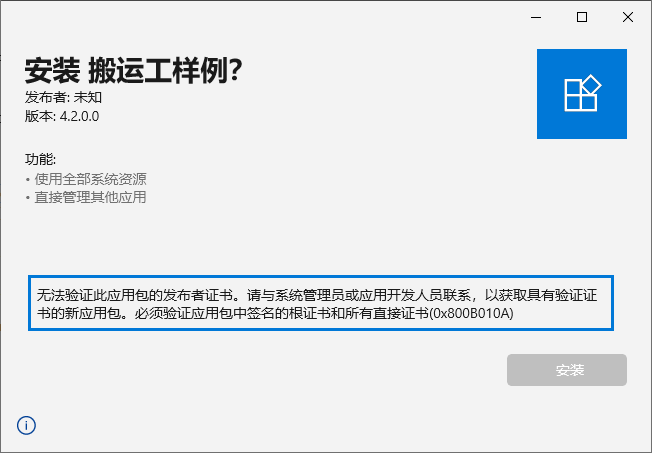 安装 搬运工样例?
发布者: 未知
版本: 4.2.0.0
功能:
• 使用全部系统资源
• 直接管理其他应用
无法验证此应用包的发布者证书。请与系统管理员或应用开发人员联系，以获取具有验证证
书的新应用包。必须验证应用包中签名的根证书和所有直接证书(0x800B010A)
安装